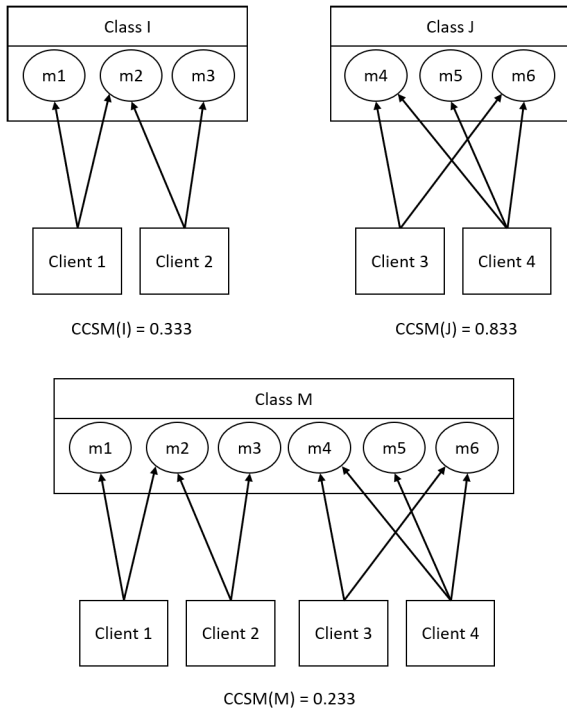 Class I
m1 m2 m3
Client 1 Client 2
CCSM(I) = 0.333
Class J
m4 m5 m6
Client 3 Client 4
CCSM(J) = 0.833
Class M
m1 m2 m3 m4 m5 m6
Client 1 Client 2 Client 3 Client 4
CCSM(M) = 0.233